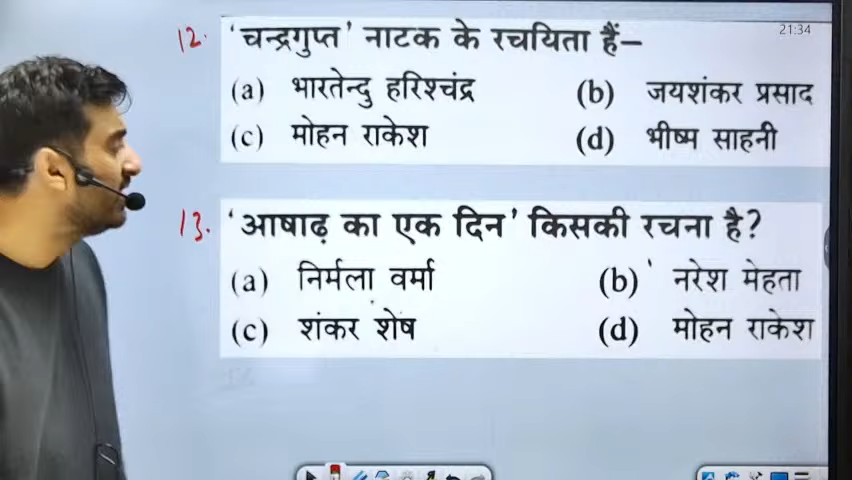 21:34
12. 'चन्द्रगुप्त' नाटक के रचयिता हैं–
(a) भारतेन्दु हरिश्चंद्र (b) जयशंकर प्रसाद
(c) मोहन राकेश (d) भीष्म साहनी
13. 'आषाढ़ का एक दिन' किसकी रचना है?
(a) निर्मला वर्मा (b) नरेश मेहता
(c) शंकर शेष (d) मोहन राकेश